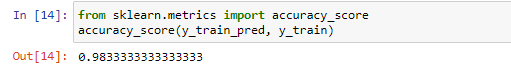 In [14]: from sklearn.metrics import accuracy_score
accuracy_score(y_train_pred, y_train)
Out[14]: 0.9833333333333333